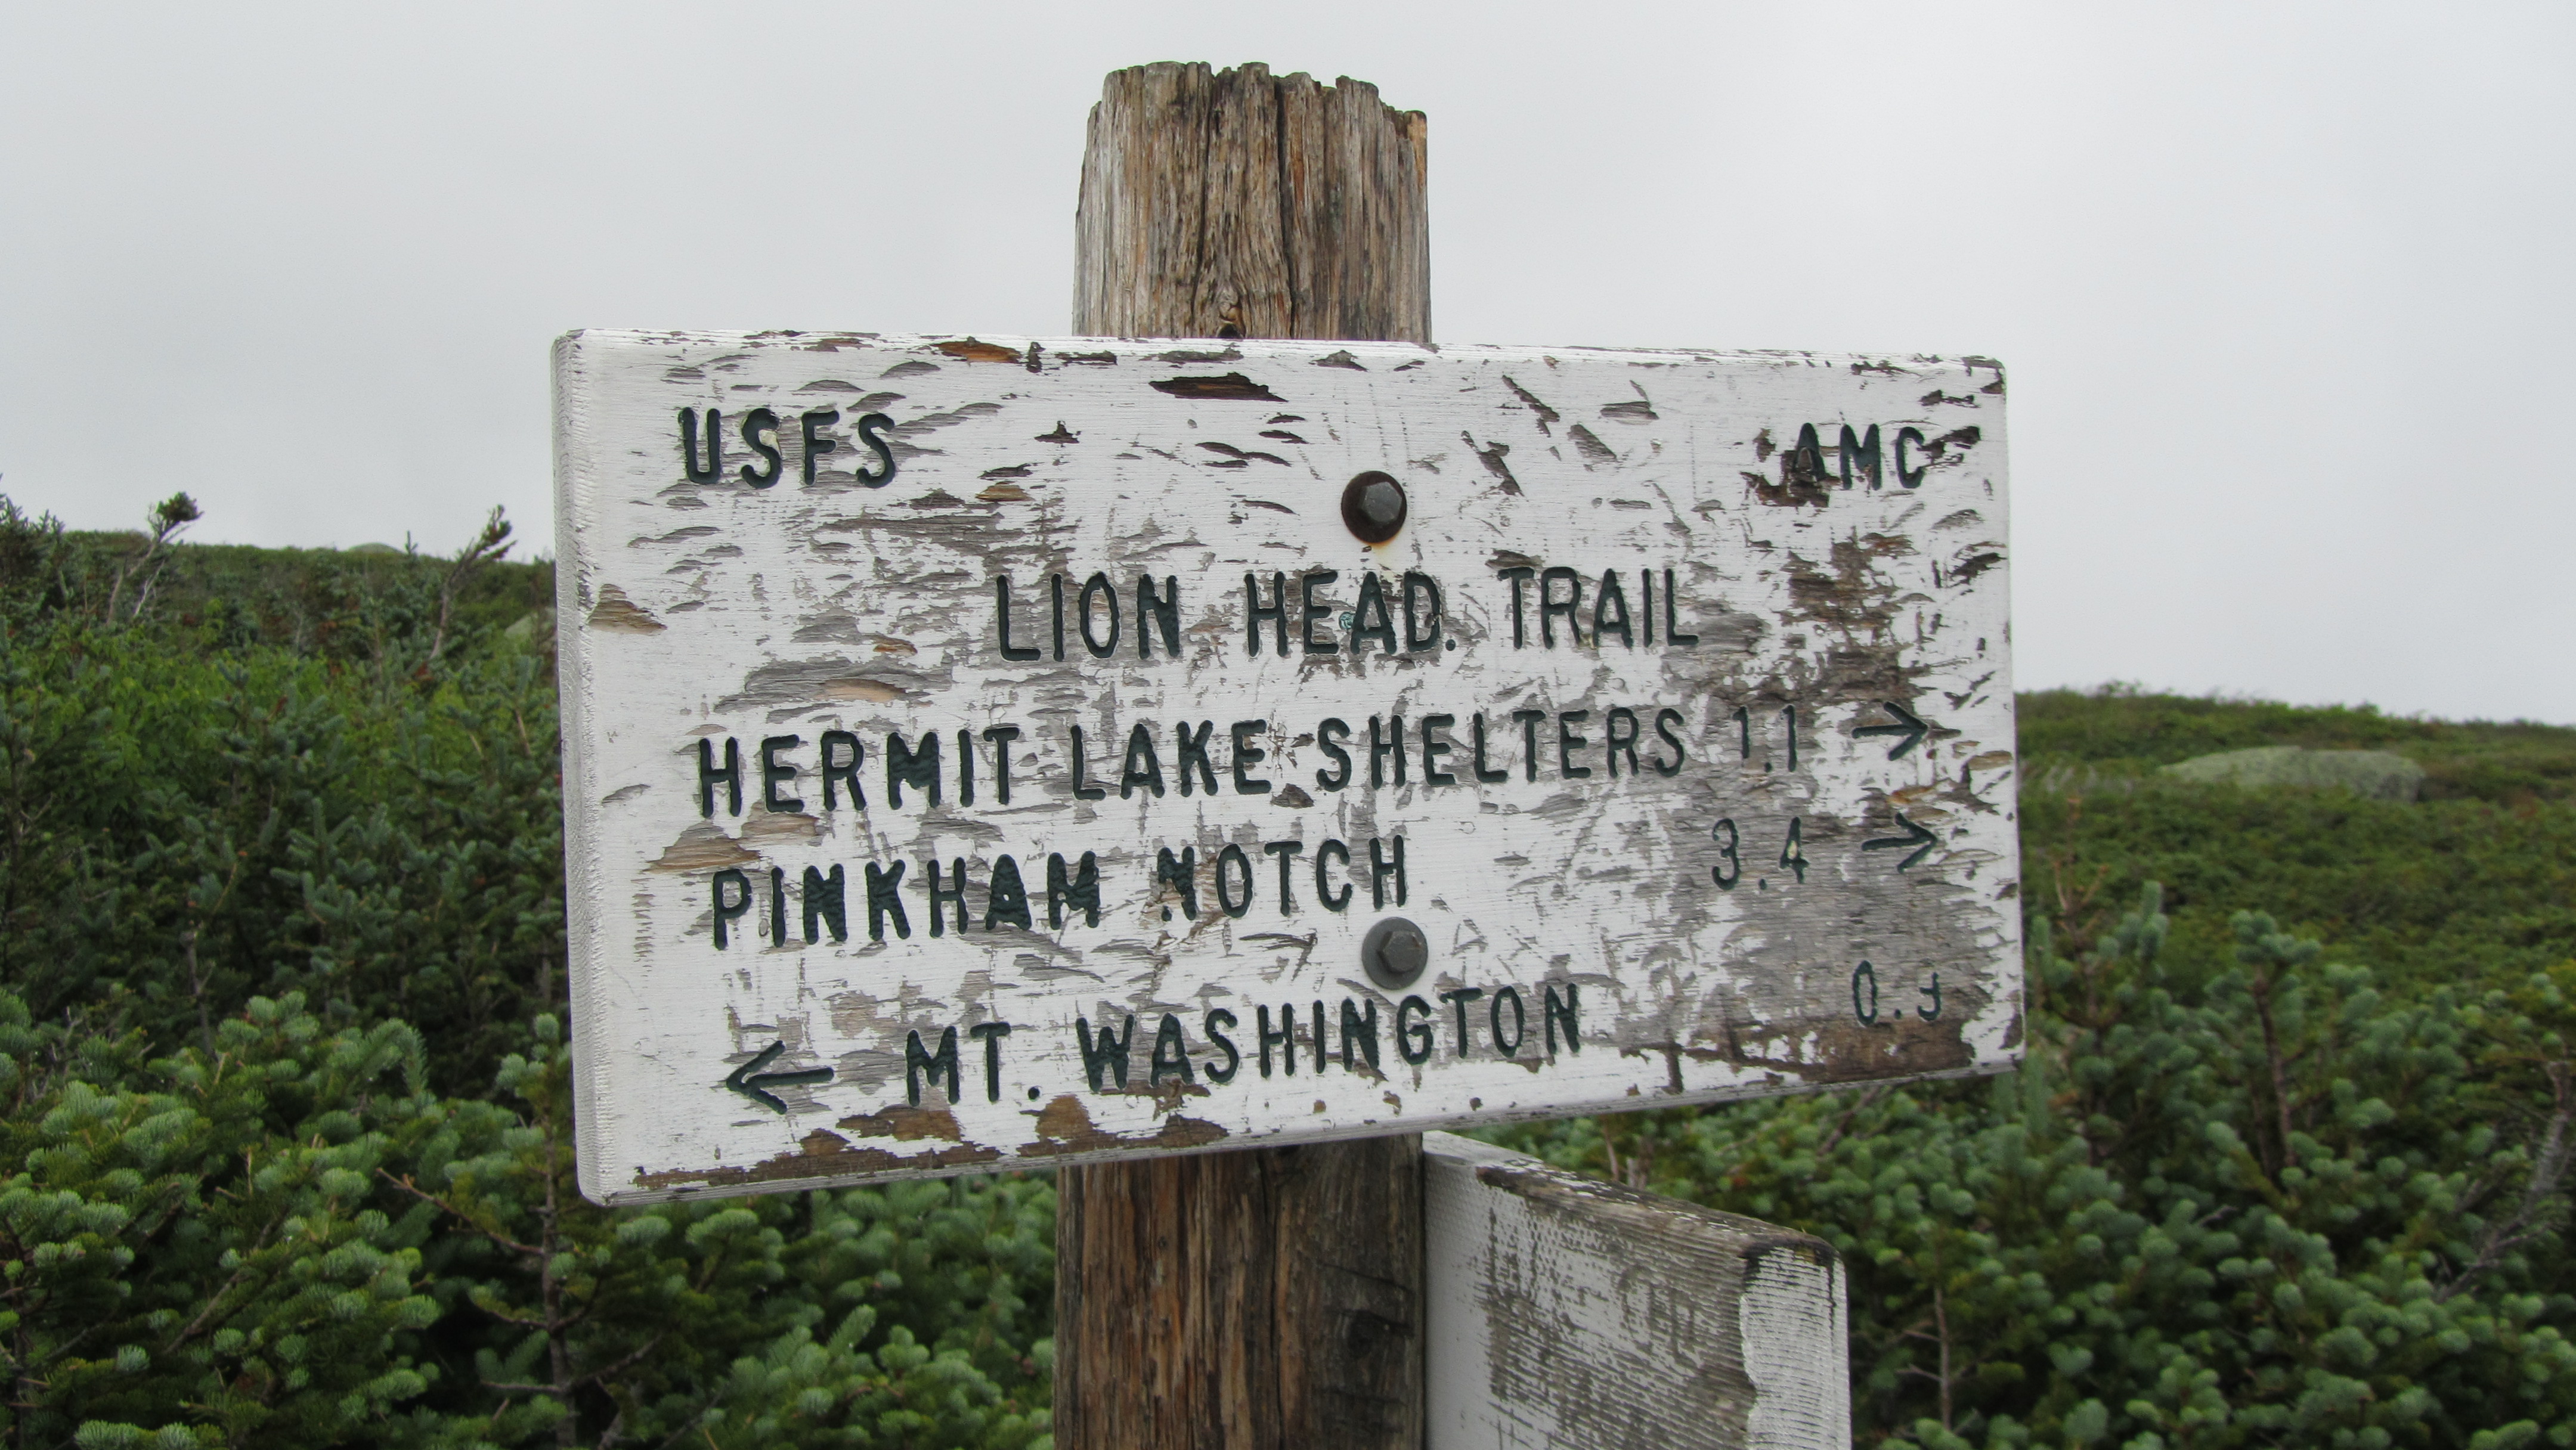 USFS AMC
LION HEAD. TRAIL
HERMIT LAKE SHELTERS 1.1 →
PINKHAM NOTCH 3.4 →
← MT. WASHINGTON